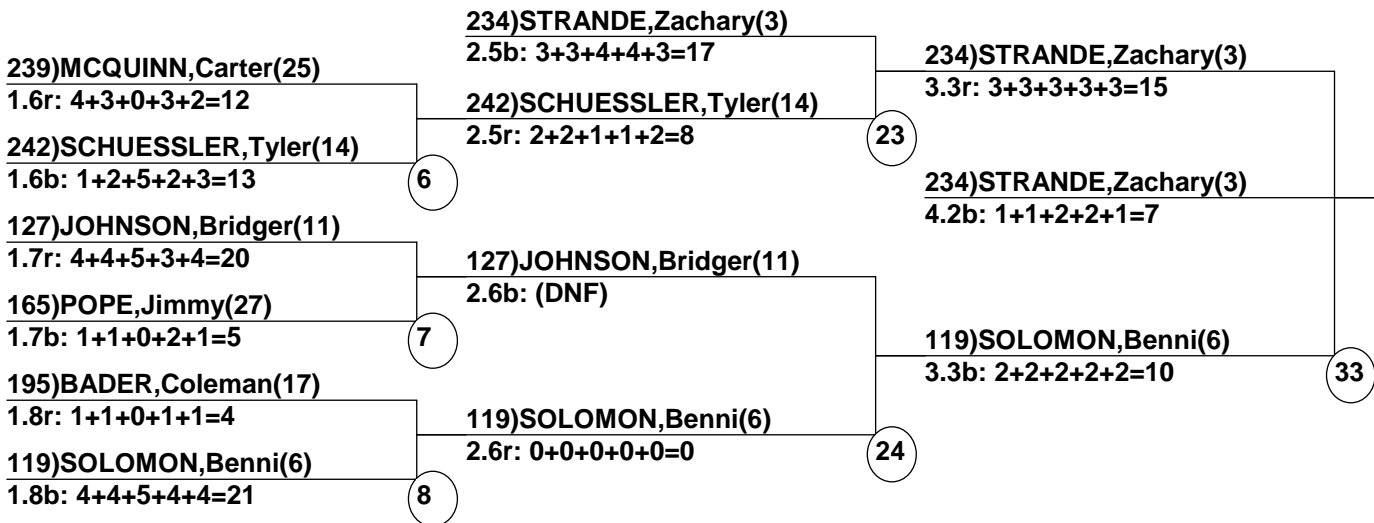 239)MCQUINN,Carter(25)
1.6r: 4+3+0+3+2=12
242)SCHUESSLER,Tyler(14)
1.6b: 1+2+5+2+3=13
6
127)JOHNSON,Bridger(11)
1.7r: 4+4+5+3+4=20
165)POPE,Jimmy(27)
1.7b: 1+1+0+2+1=5
7
195)BADER,Coleman(17)
1.8r: 1+1+0+1+1=4
119)SOLOMON,Benni(6)
1.8b: 4+4+5+4+4=21
8
234)STRANDE,Zachary(3)
2.5b: 3+3+4+4+3=17
242)SCHUESSLER,Tyler(14)
2.5r: 2+2+1+1+2=8
23
127)JOHNSON,Bridger(11)
2.6b: (DNF)
119)SOLOMON,Benni(6)
2.6r: 0+0+0+0+0=0
24
234)STRANDE,Zachary(3)
3.3r: 3+3+3+3+3=15
234)STRANDE,Zachary(3)
4.2b: 1+1+2+2+1=7
119)SOLOMON,Benni(6)
3.3b: 2+2+2+2+2=10
33